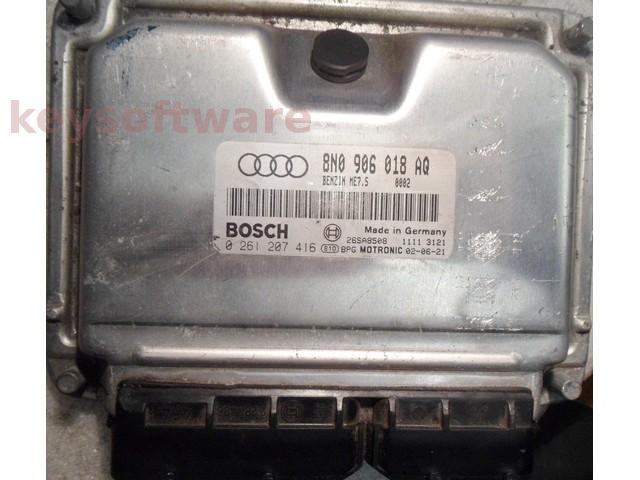 keysoftware
8N0 906 018 AQ
BENZIN ME7.5 0002
BOSCH Made in Germany
26SA8508 1111 3121
0 261 207 416 810 BPG MOTRONIC 02-06-21